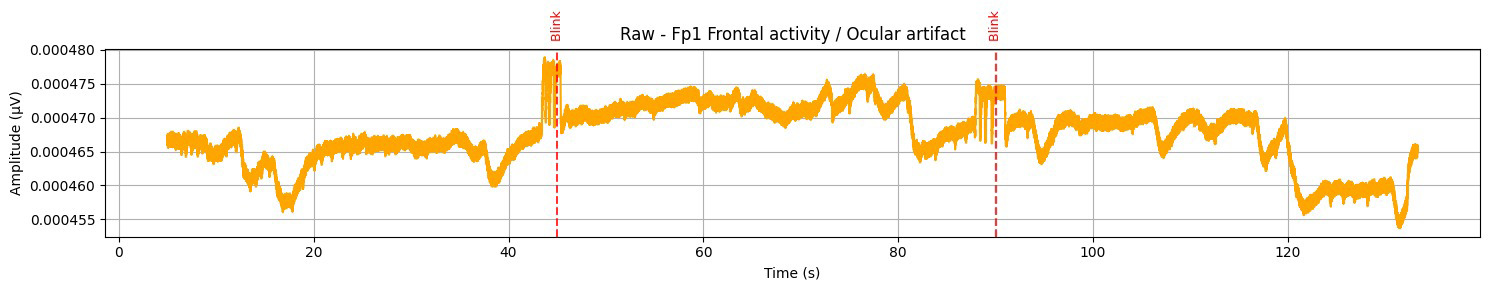 Raw - Fp1 Frontal activity / Ocular artifact
Blink
Blink
Amplitude (µV)
0.000480
0.000475
0.000470
0.000465
0.000460
0.000455
0 20 40 60 80 100 120
Time (s)